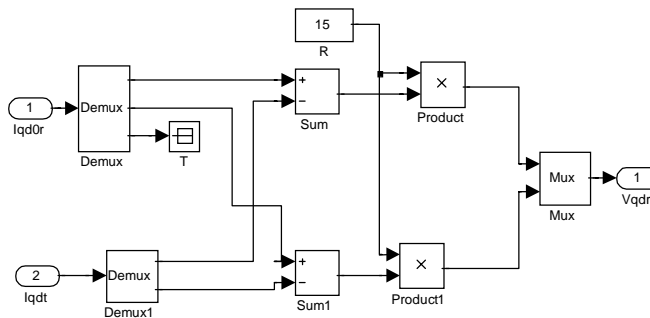 15
R
1
Iqd0r
Demux
Demux
T
+
−
Sum
×
Product
Mux
Mux
1
Vqdr
2
Iqdt
Demux
Demux1
+
−
Sum1
×
Product1